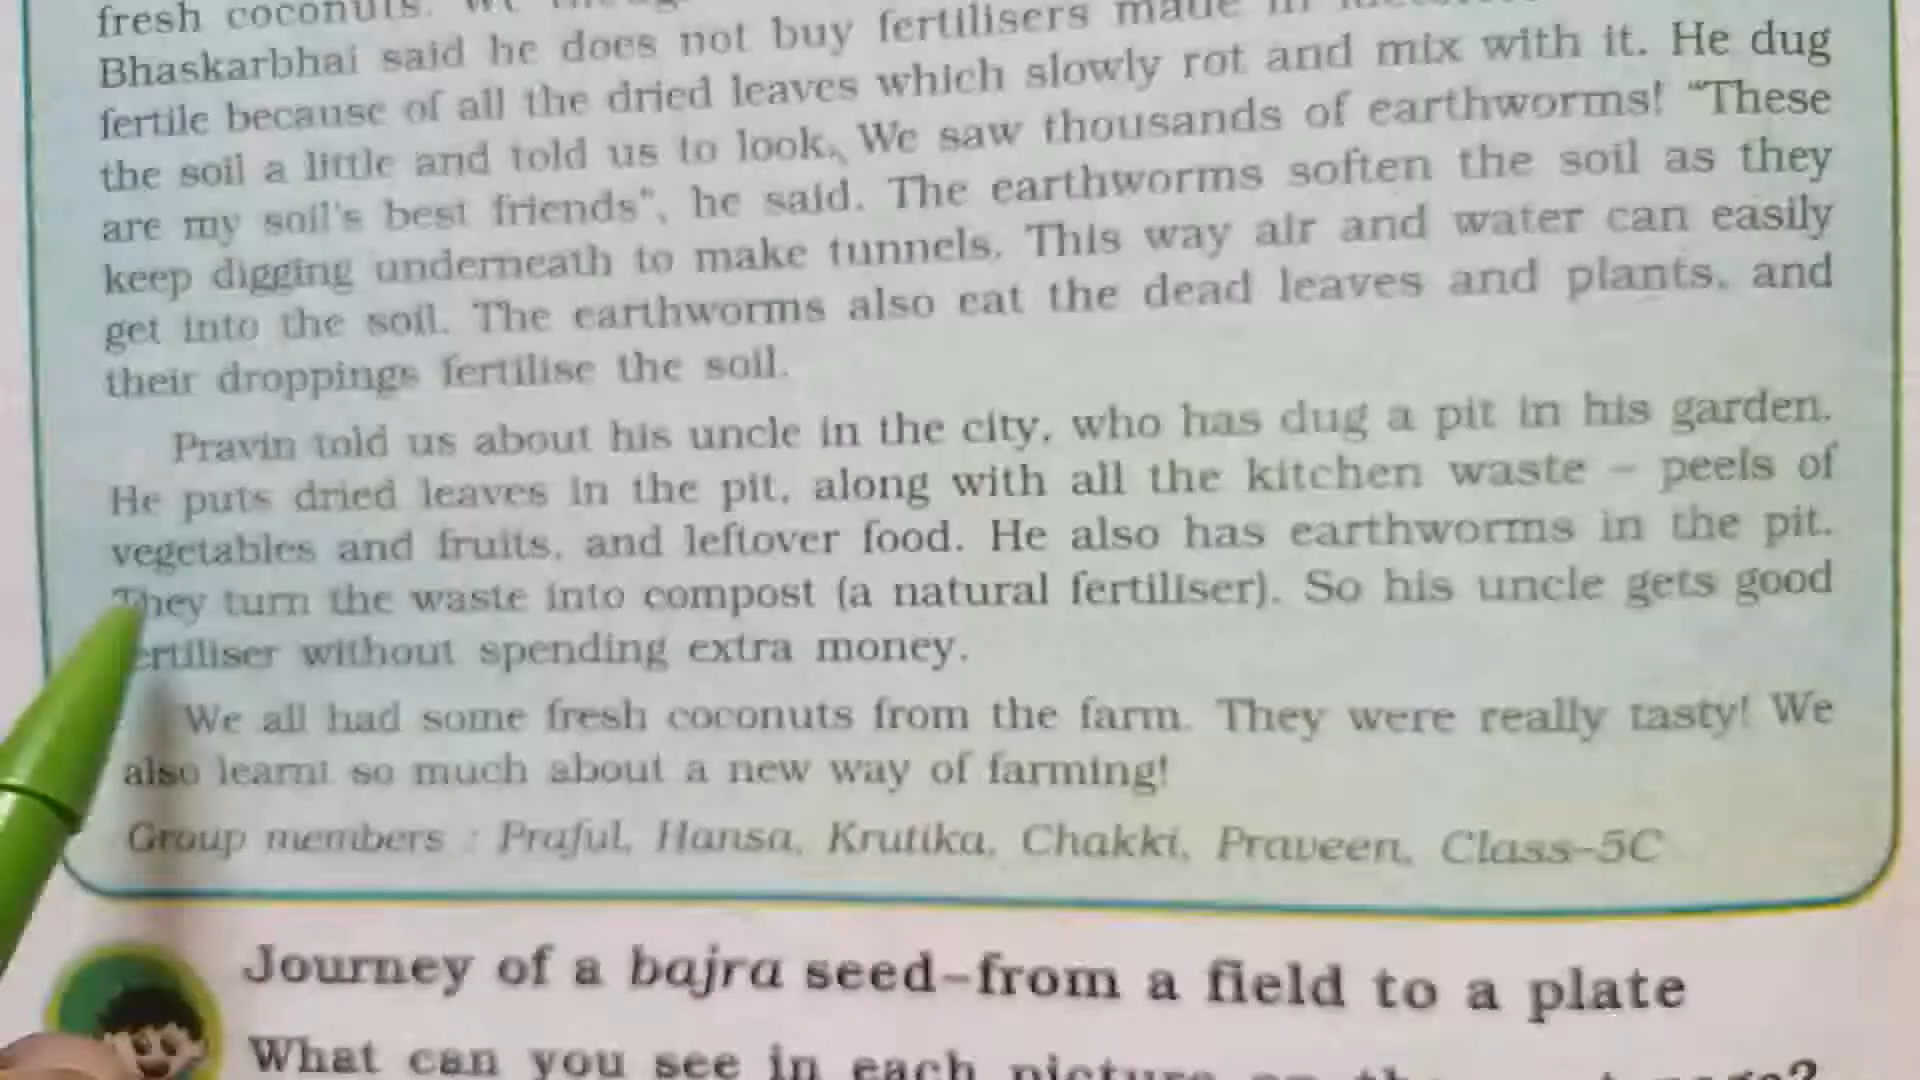 fresh coconuts. We
Bhaskarbhai said he does not buy fertilisers made in
fertile because of all the dried leaves which slowly rot and mix with it. He dug
the soil a little and told us to look. We saw thousands of earthworms! “These
are my soil's best friends”, he said. The earthworms soften the soil as they
keep digging underneath to make tunnels. This way air and water can easily
get into the soil. The earthworms also eat the dead leaves and plants, and
their droppings fertilise the soil.
Pravin told us about his uncle in the city, who has dug a pit in his garden.
He puts dried leaves in the pit, along with all the kitchen waste – peels of
vegetables and fruits, and leftover food. He also has earthworms in the pit.
They turn the waste into compost (a natural fertiliser). So his uncle gets good
fertiliser without spending extra money.
We all had some fresh coconuts from the farm. They were really tasty! We
also learnt so much about a new way of farming!
Group members : Praful, Hansa, Krutika, Chakki, Praveen, Class–5C
Journey of a bajra seed–from a field to a plate
What can you see in each picture on the